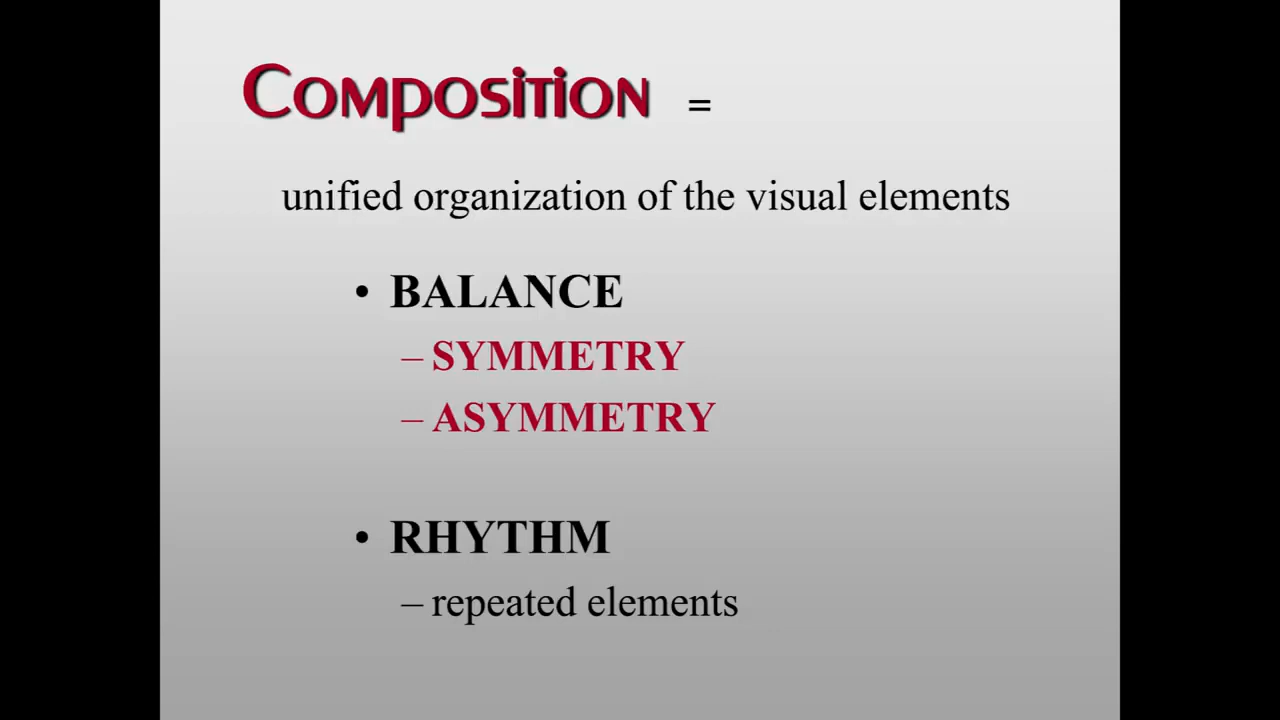 Composition =
unified organization of the visual elements
• BALANCE
– SYMMETRY
– ASYMMETRY
• RHYTHM
– repeated elements